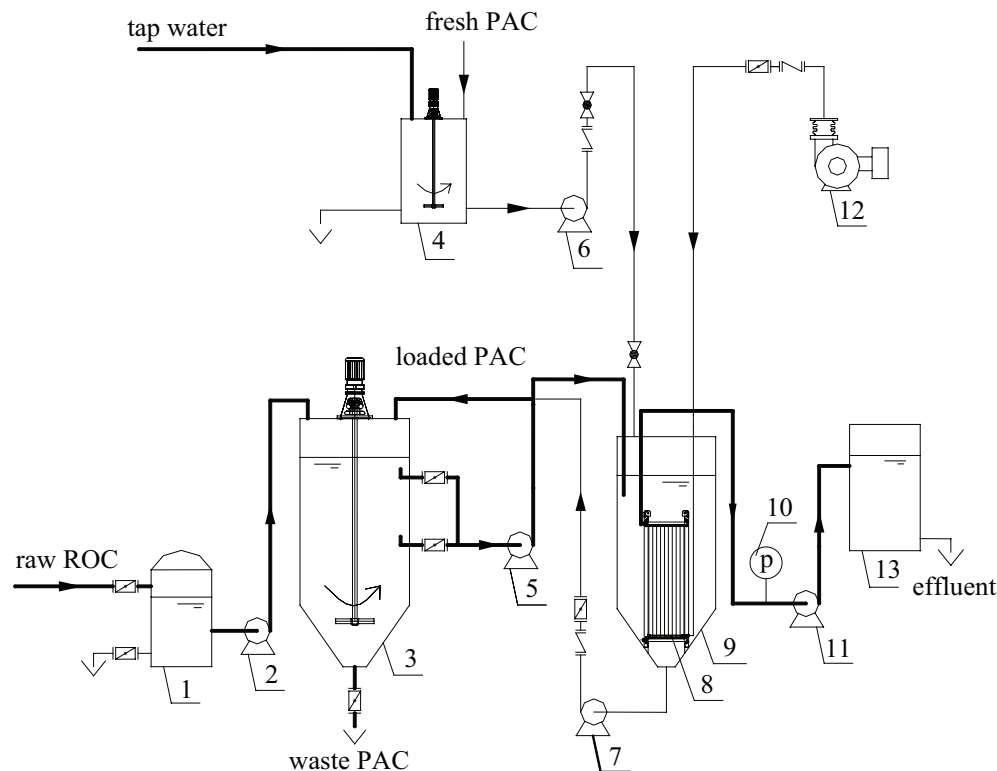 tap water
fresh PAC
4
6
12
loaded PAC
10
p
13
raw ROC
effluent
5
9
11
1
2
3
8
7
waste PAC